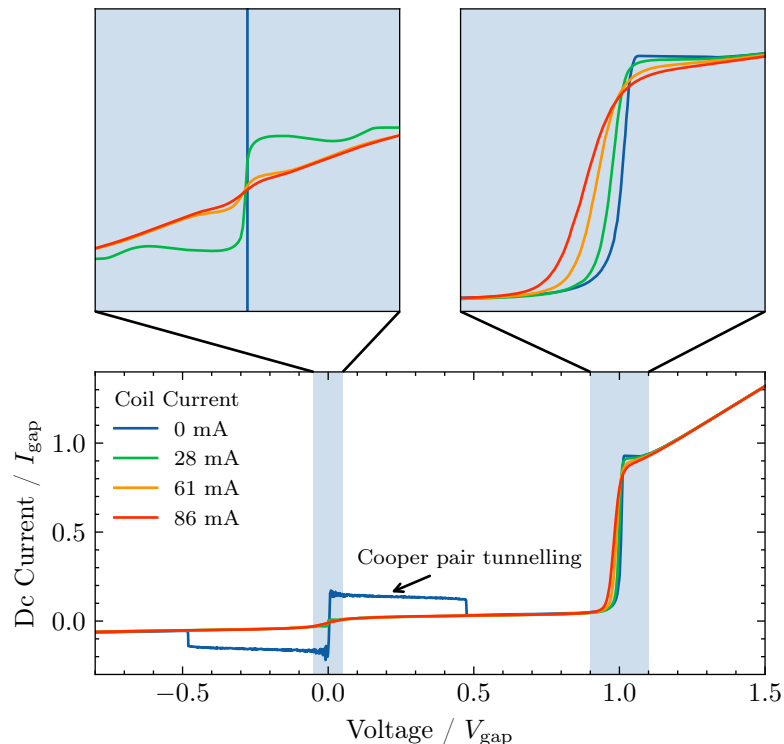 Coil Current
0 mA
28 mA
61 mA
86 mA
Cooper pair tunnelling
Dc Current / I_gap
1.0
0.5
0.0
−0.5
0.0
0.5
1.0
1.5
Voltage / V_gap